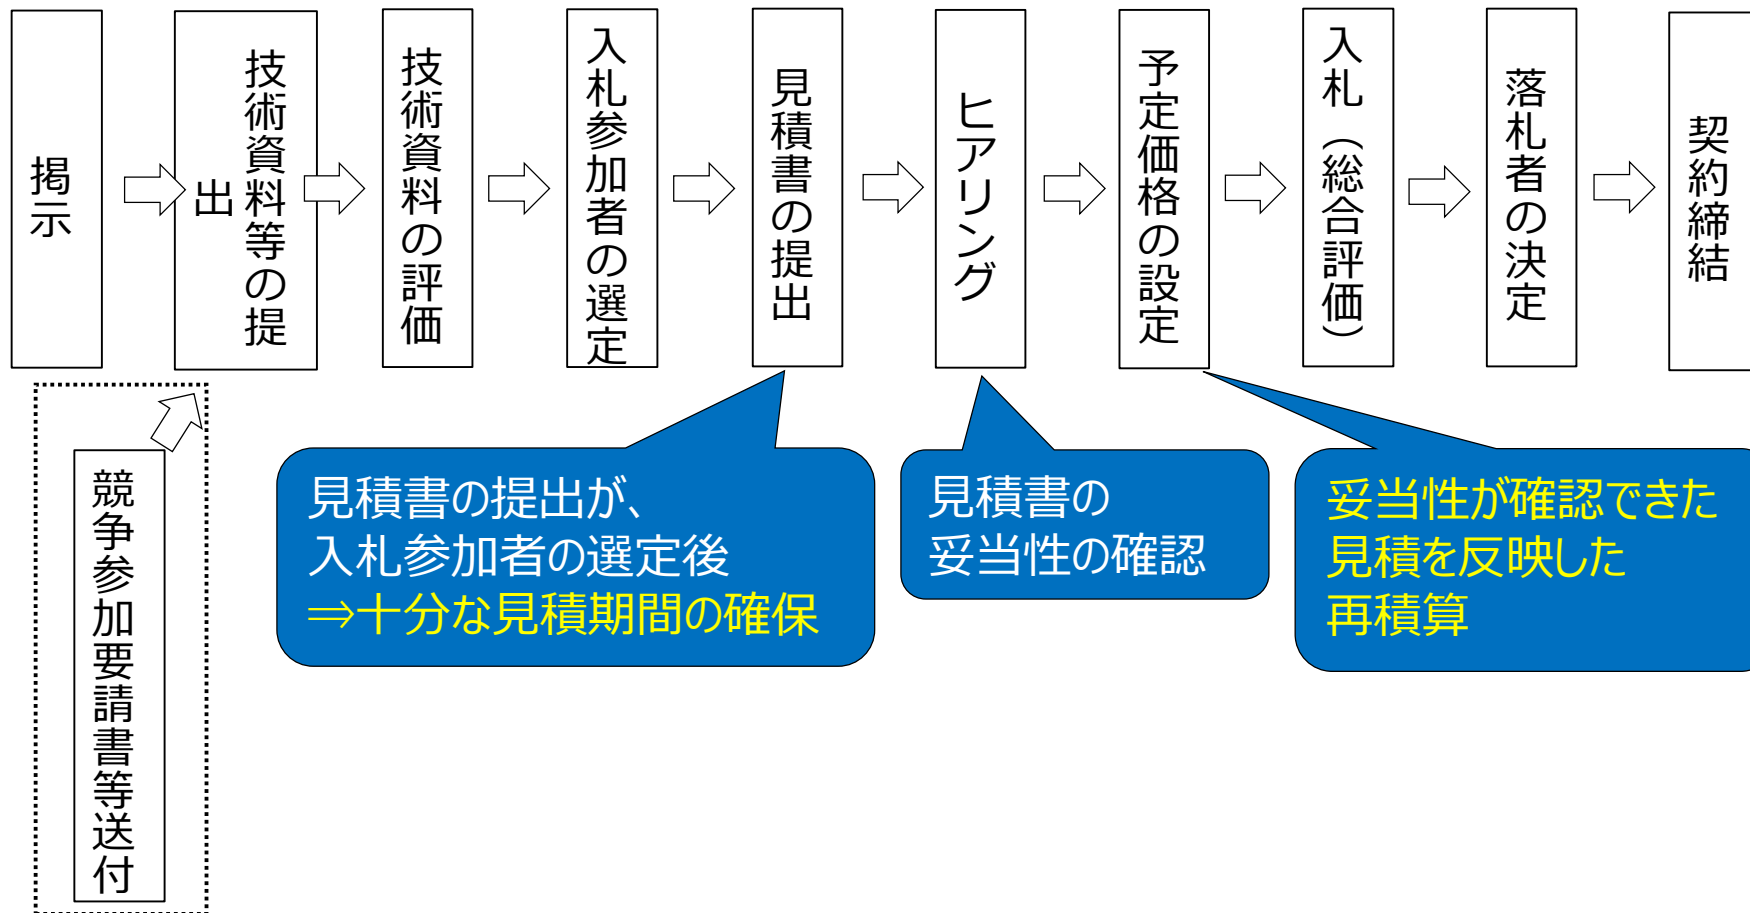 掲示
技術資料等の提
出
技術資料の評価
入札参加者の選定
見積書の提出
ヒアリング
予定価格の設定
入札（総合評価）
落札者の決定
契約締結
競争参加要請書等送付
見積書の提出が、
入札参加者の選定後
⇒十分な見積期間の確保
見積書の
妥当性の確認
妥当性が確認できた
見積を反映した
再積算